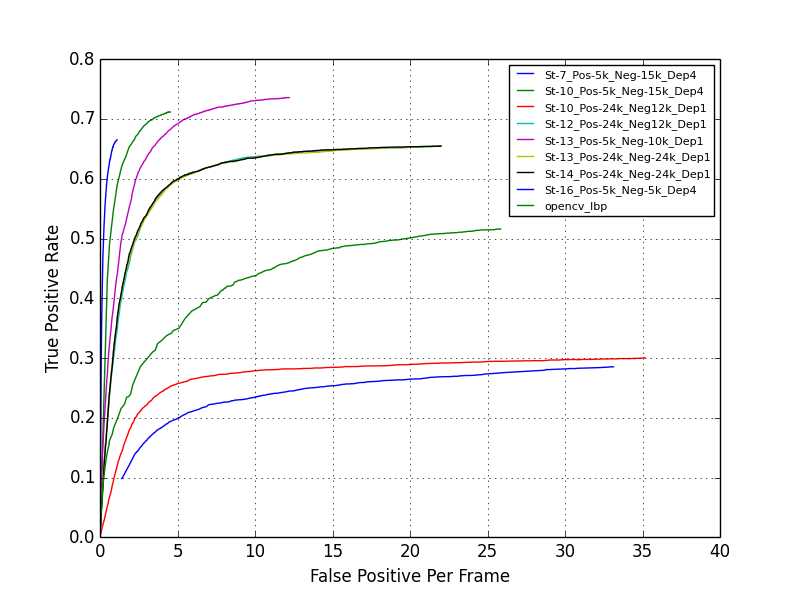 0.8
0.7
0.6
0.5
0.4
0.3
0.2
0.1
0.0
True Positive Rate
St-7_Pos-5k_Neg-15k_Dep4
St-10_Pos-5k_Neg-15k_Dep4
St-10_Pos-24k_Neg12k_Dep1
St-12_Pos-24k_Neg12k_Dep1
St-13_Pos-5k_Neg-10k_Dep1
St-13_Pos-24k_Neg-24k_Dep1
St-14_Pos-24k_Neg-24k_Dep1
St-16_Pos-5k_Neg-5k_Dep4
opencv_lbp
0 5 10 15 20 25 30 35 40
False Positive Per Frame